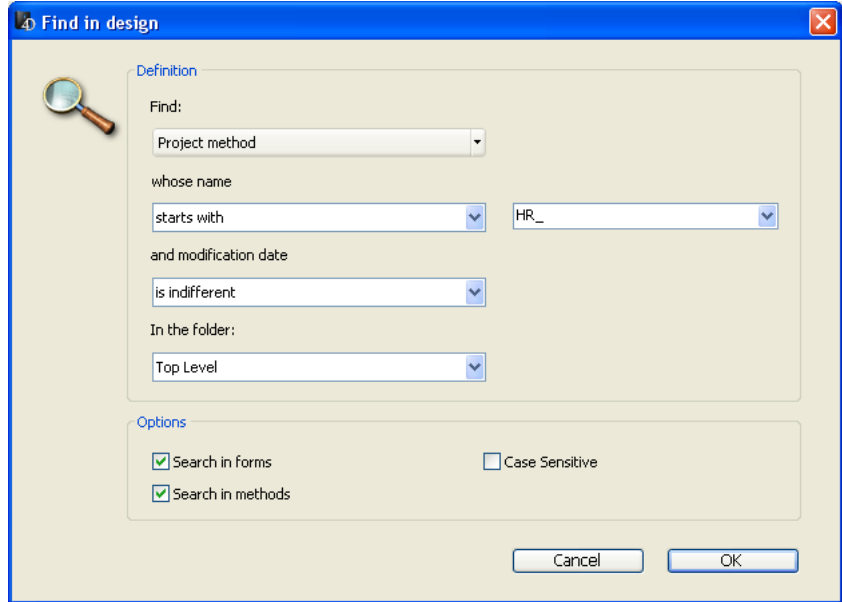 Find in design
Definition
Find:
Project method
whose name
starts with HR_
and modification date
is indifferent
In the folder:
Top Level
Options
Search in forms Case Sensitive
Search in methods
Cancel OK